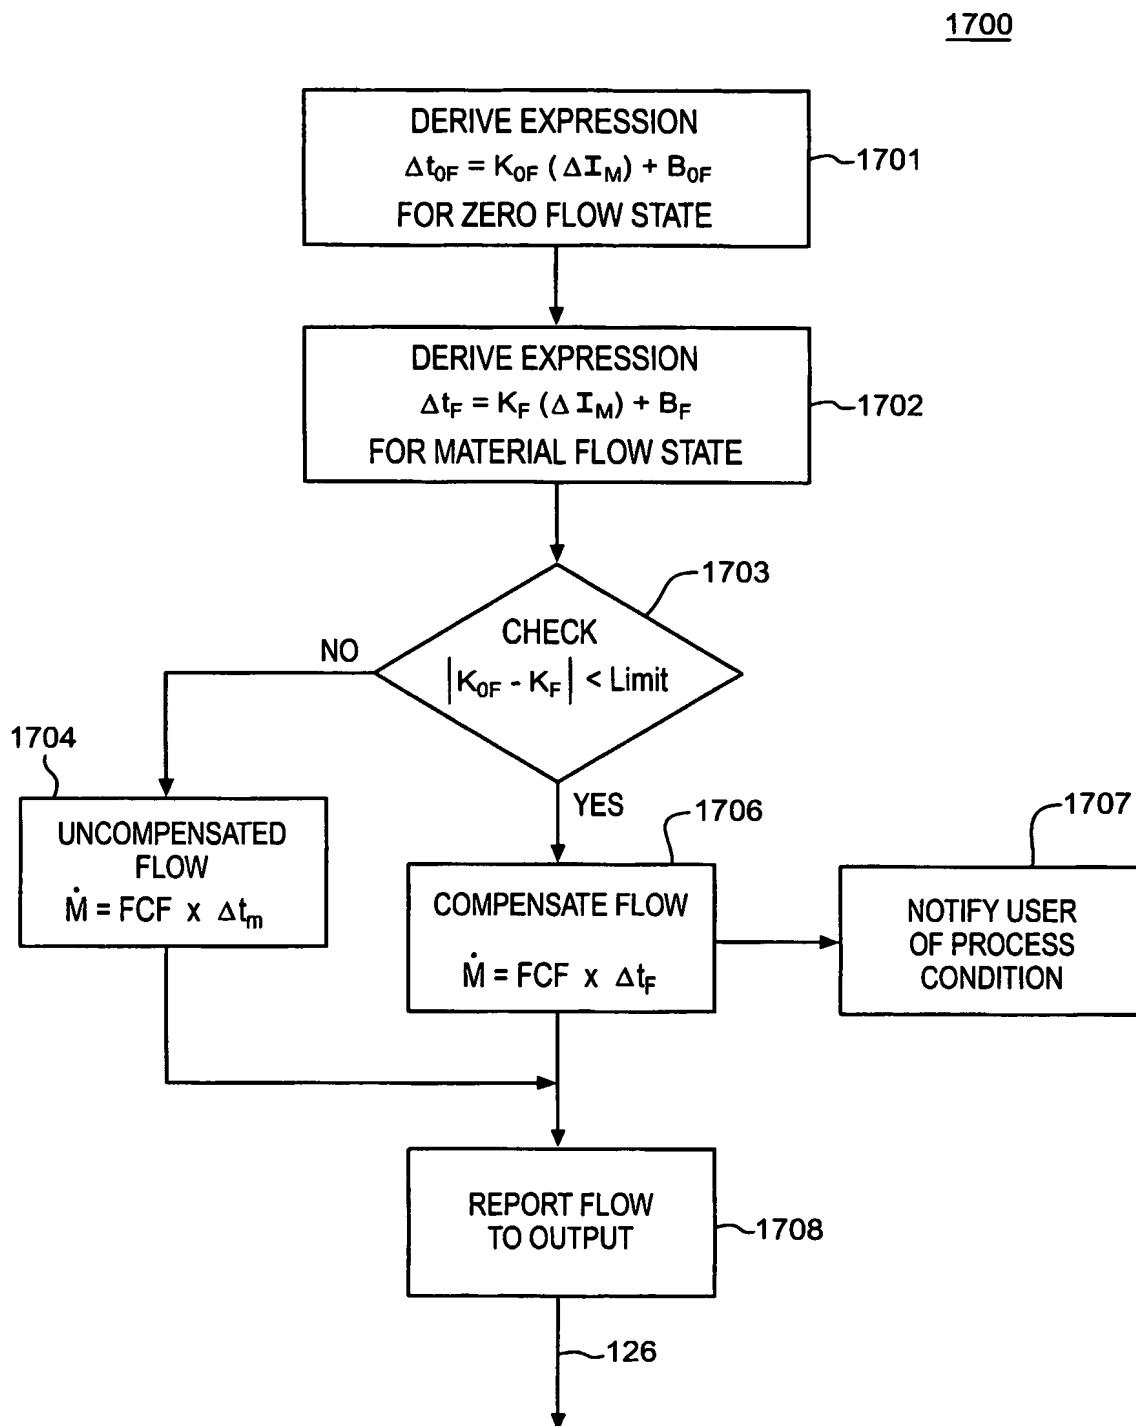 1700
DERIVE EXPRESSION
Δt0F = K0F (ΔIM) + B0F
FOR ZERO FLOW STATE
1701
DERIVE EXPRESSION
ΔtF = KF (ΔIM) + BF
FOR MATERIAL FLOW STATE
1702
1703
CHECK
|K0F - KF| < Limit
NO
YES
1704
UNCOMPENSATED
FLOW
Ṁ = FCF x Δtm
1706
COMPENSATE FLOW
Ṁ = FCF x ΔtF
1707
NOTIFY USER
OF PROCESS
CONDITION
REPORT FLOW
TO OUTPUT
1708
126